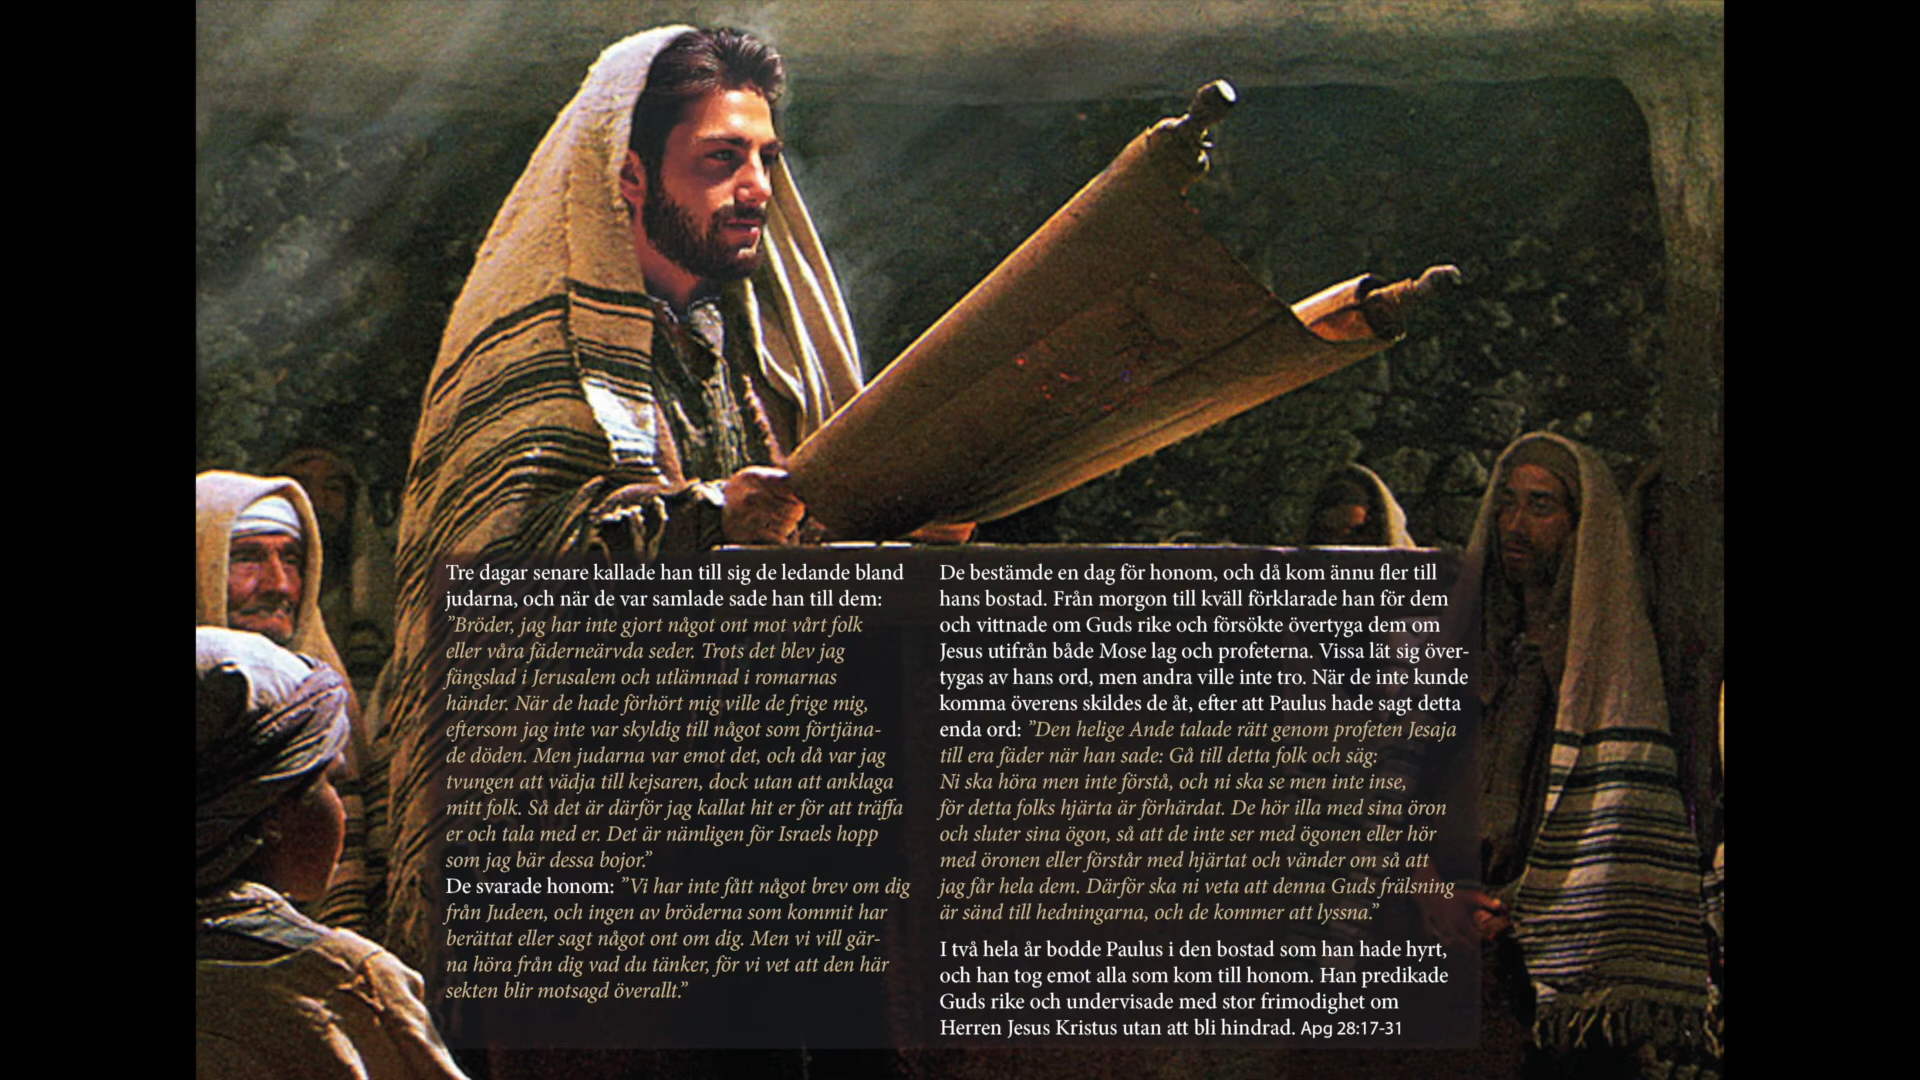 Tre dagar senare kallade han till sig de ledande bland
judarna, och när de var samlade sade han till dem:
”Bröder, jag har inte gjort något ont mot vårt folk
eller våra fäderneärvda seder. Trots det blev jag
fängslad i Jerusalem och utlämnad i romarnas
händer. När de hade förhört mig ville de frige mig,
eftersom jag inte var skyldig till något som förtjäna-
de döden. Men judarna var emot det, och då var jag
tvungen att vädja till kejsaren, dock utan att anklaga
mitt folk. Så det är därför jag kallat hit er för att träffa
er och tala med er. Det är nämligen för Israels hopp
som jag bär dessa bojor.”
De svarade honom: ”Vi har inte fått något brev om dig
från Judeen, och ingen av bröderna som kommit har
berättat eller sagt något ont om dig. Men vi vill gär-
na höra från dig vad du tänker, för vi vet att den här
sekten blir motsagd överallt.”
De bestämde en dag för honom, och då kom ännu fler till
hans bostad. Från morgon till kväll förklarade han för dem
och vittnade om Guds rike och försökte övertyga dem om
Jesus utifrån både Mose lag och profeterna. Vissa lät sig över-
tygas av hans ord, men andra ville inte tro. När de inte kunde
komma överens skildes de åt, efter att Paulus hade sagt detta
enda ord: ”Den helige Ande talade rätt genom profeten Jesaja
till era fäder när han sade: Gå till detta folk och säg:
Ni ska höra men inte förstå, och ni ska se men inte inse,
för detta folks hjärta är förhärdat. De hör illa med sina öron
och sluter sina ögon, så att de inte ser med ögonen eller hör
med öronen eller förstår med hjärtat och vänder om så att
jag får hela dem. Därför ska ni veta att denna Guds frälsning
är sänd till hedningarna, och de kommer att lyssna.”
I två hela år bodde Paulus i den bostad som han hade hyrt,
och han tog emot alla som kom till honom. Han predikade
Guds rike och undervisade med stor frimodighet om
Herren Jesus Kristus utan att bli hindrad. Apg 28:17-31